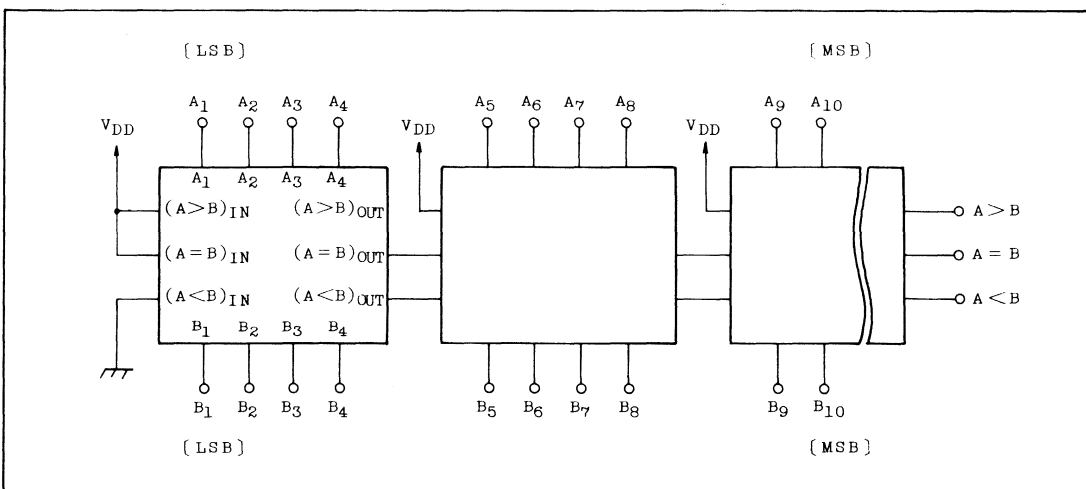 [LSB] [MSB]
A1 A2 A3 A4 A5 A6 A7 A8 A9 A10
VDD VDD VDD
A1 A2 A3 A4
(A>B)IN (A>B)OUT A>B
(A=B)IN (A=B)OUT A=B
(A<B)IN (A<B)OUT A<B
B1 B2 B3 B4
B1 B2 B3 B4 B5 B6 B7 B8 B9 B10
[LSB] [MSB]